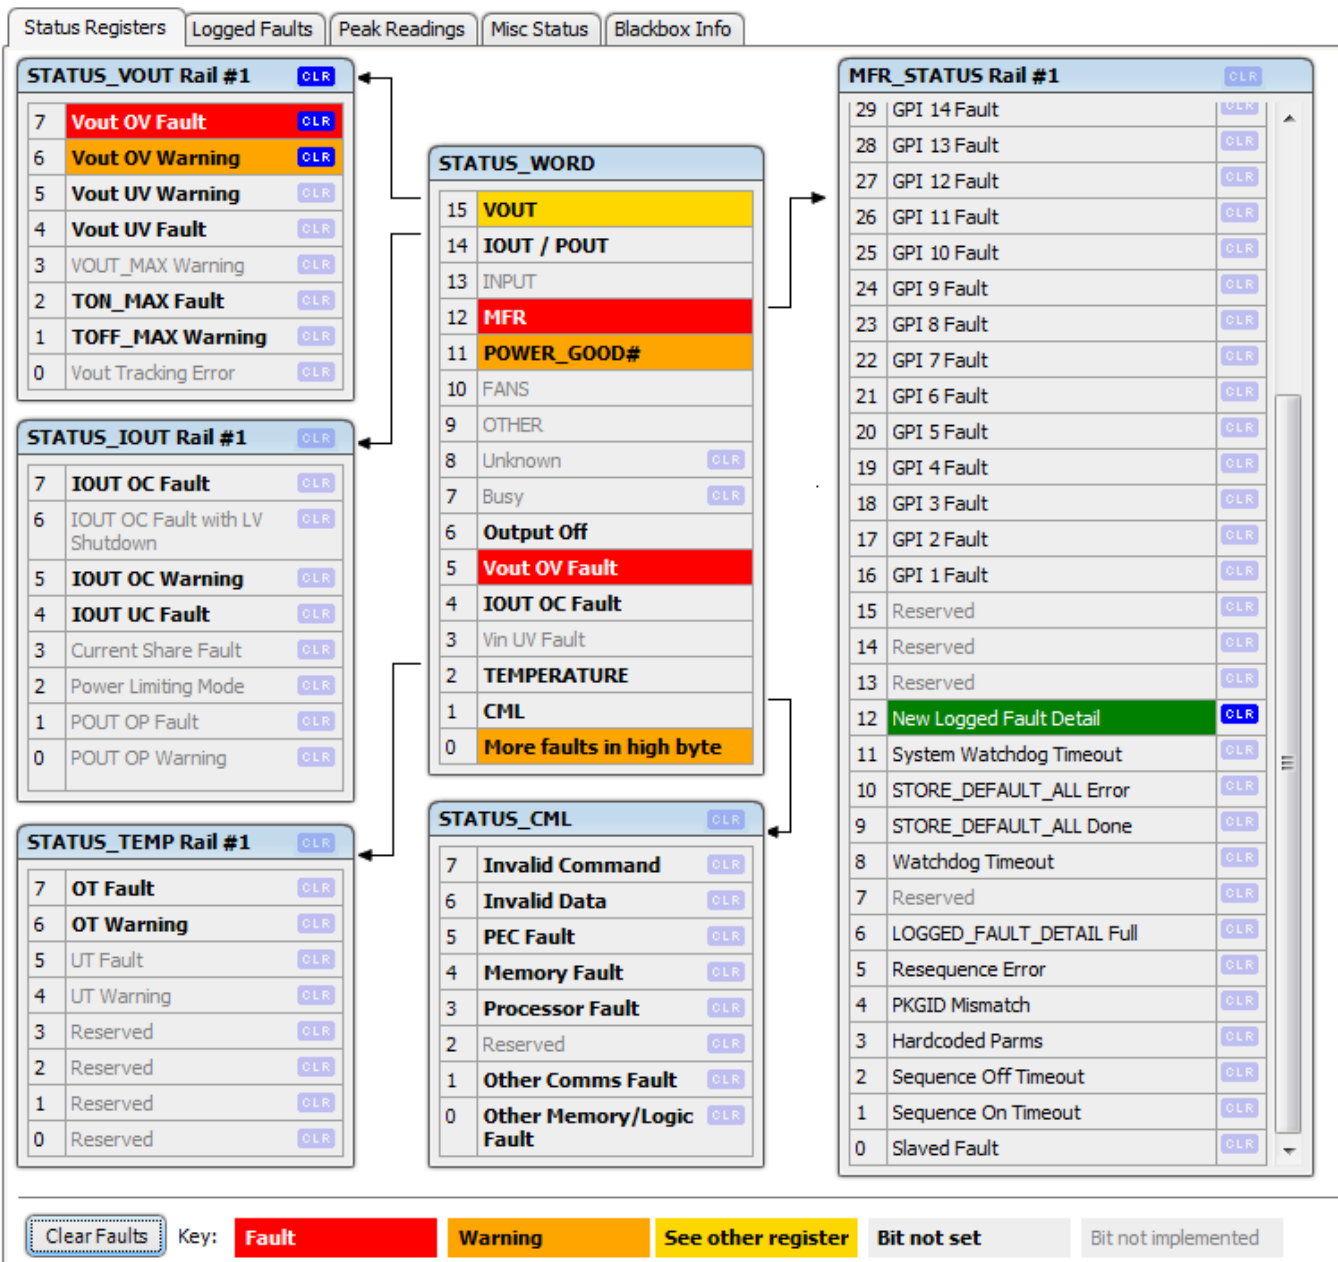 Status Registers Logged Faults Peak Readings Misc Status Blackbox Info
STATUS_VOUT Rail #1 CLR
7 Vout OV Fault CLR
6 Vout OV Warning CLR
5 Vout UV Warning CLR
4 Vout UV Fault CLR
3 VOUT_MAX Warning CLR
2 TON_MAX Fault CLR
1 TOFF_MAX Warning CLR
0 Vout Tracking Error CLR
STATUS_IOUT Rail #1 CLR
7 IOUT OC Fault CLR
6 IOUT OC Fault with LV CLR
Shutdown
5 IOUT OC Warning CLR
4 IOUT UC Fault CLR
3 Current Share Fault CLR
2 Power Limiting Mode CLR
1 POUT OP Fault CLR
0 POUT OP Warning CLR
STATUS_TEMP Rail #1 CLR
7 OT Fault CLR
6 OT Warning CLR
5 UT Fault CLR
4 UT Warning CLR
3 Reserved CLR
2 Reserved CLR
1 Reserved CLR
0 Reserved CLR
STATUS_WORD
15 VOUT
14 IOUT / POUT
13 INPUT
12 MFR
11 POWER_GOOD#
10 FANS
9 OTHER
8 Unknown CLR
7 Busy CLR
6 Output Off
5 Vout OV Fault
4 IOUT OC Fault
3 Vin UV Fault
2 TEMPERATURE
1 CML
0 More faults in high byte
STATUS_CML CLR
7 Invalid Command CLR
6 Invalid Data CLR
5 PEC Fault CLR
4 Memory Fault CLR
3 Processor Fault CLR
2 Reserved CLR
1 Other Comms Fault CLR
0 Other Memory/Logic CLR
Fault
MFR_STATUS Rail #1 CLR
29 GPI 14 Fault CLR
28 GPI 13 Fault CLR
27 GPI 12 Fault CLR
26 GPI 11 Fault CLR
25 GPI 10 Fault CLR
24 GPI 9 Fault CLR
23 GPI 8 Fault CLR
22 GPI 7 Fault CLR
21 GPI 6 Fault CLR
20 GPI 5 Fault CLR
19 GPI 4 Fault CLR
18 GPI 3 Fault CLR
17 GPI 2 Fault CLR
16 GPI 1 Fault CLR
15 Reserved CLR
14 Reserved CLR
13 Reserved CLR
12 New Logged Fault Detail CLR
11 System Watchdog Timeout CLR
10 STORE_DEFAULT_ALL Error CLR
9 STORE_DEFAULT_ALL Done CLR
8 Watchdog Timeout CLR
7 Reserved CLR
6 LOGGED_FAULT_DETAIL Full CLR
5 Resequence Error CLR
4 PKGID Mismatch CLR
3 Hardcoded Parms CLR
2 Sequence Off Timeout CLR
1 Sequence On Timeout CLR
0 Slaved Fault CLR
Clear Faults Key: Fault Warning See other register Bit not set Bit not implemented